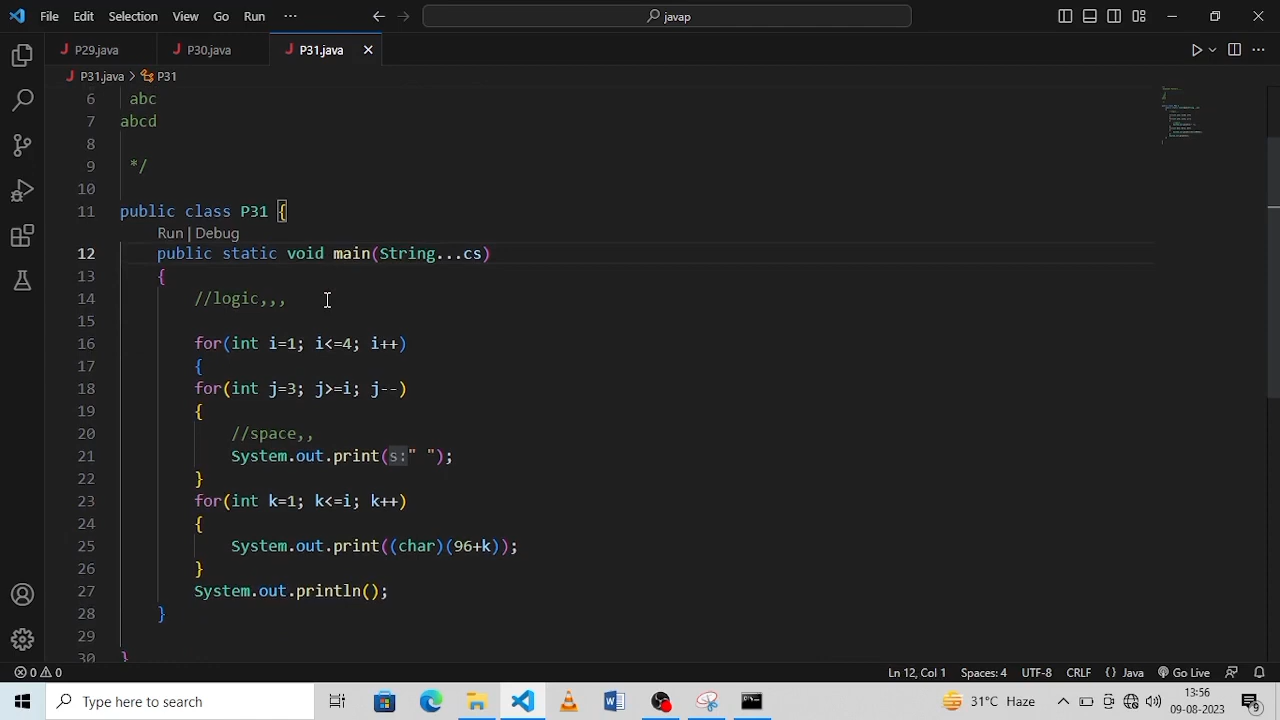 File Edit Selection View Go Run ··· javap
P29.java P30.java P31.java
P31.java > P31
6 abc
7 abcd
8
9 */
10
11 public class P31 {
Run | Debug
12 public static void main(String...cs)
13 {
14 //logic,,,
15
16 for(int i=1; i<=4; i++)
17 {
18 for(int j=3; j>=i; j--)
19 {
20 //space,,
21 System.out.print(s:" ");
22 }
23 for(int k=1; k<=i; k++)
24 {
25 System.out.print((char)(96+k));
26 }
27 System.out.println();
28 }
29
30 }
0 0 Ln 12, Col 1 Spaces: 4 UTF-8 CRLF {} Java Go Live
Type here to search 31°C Haze 13:56
09-08-2023